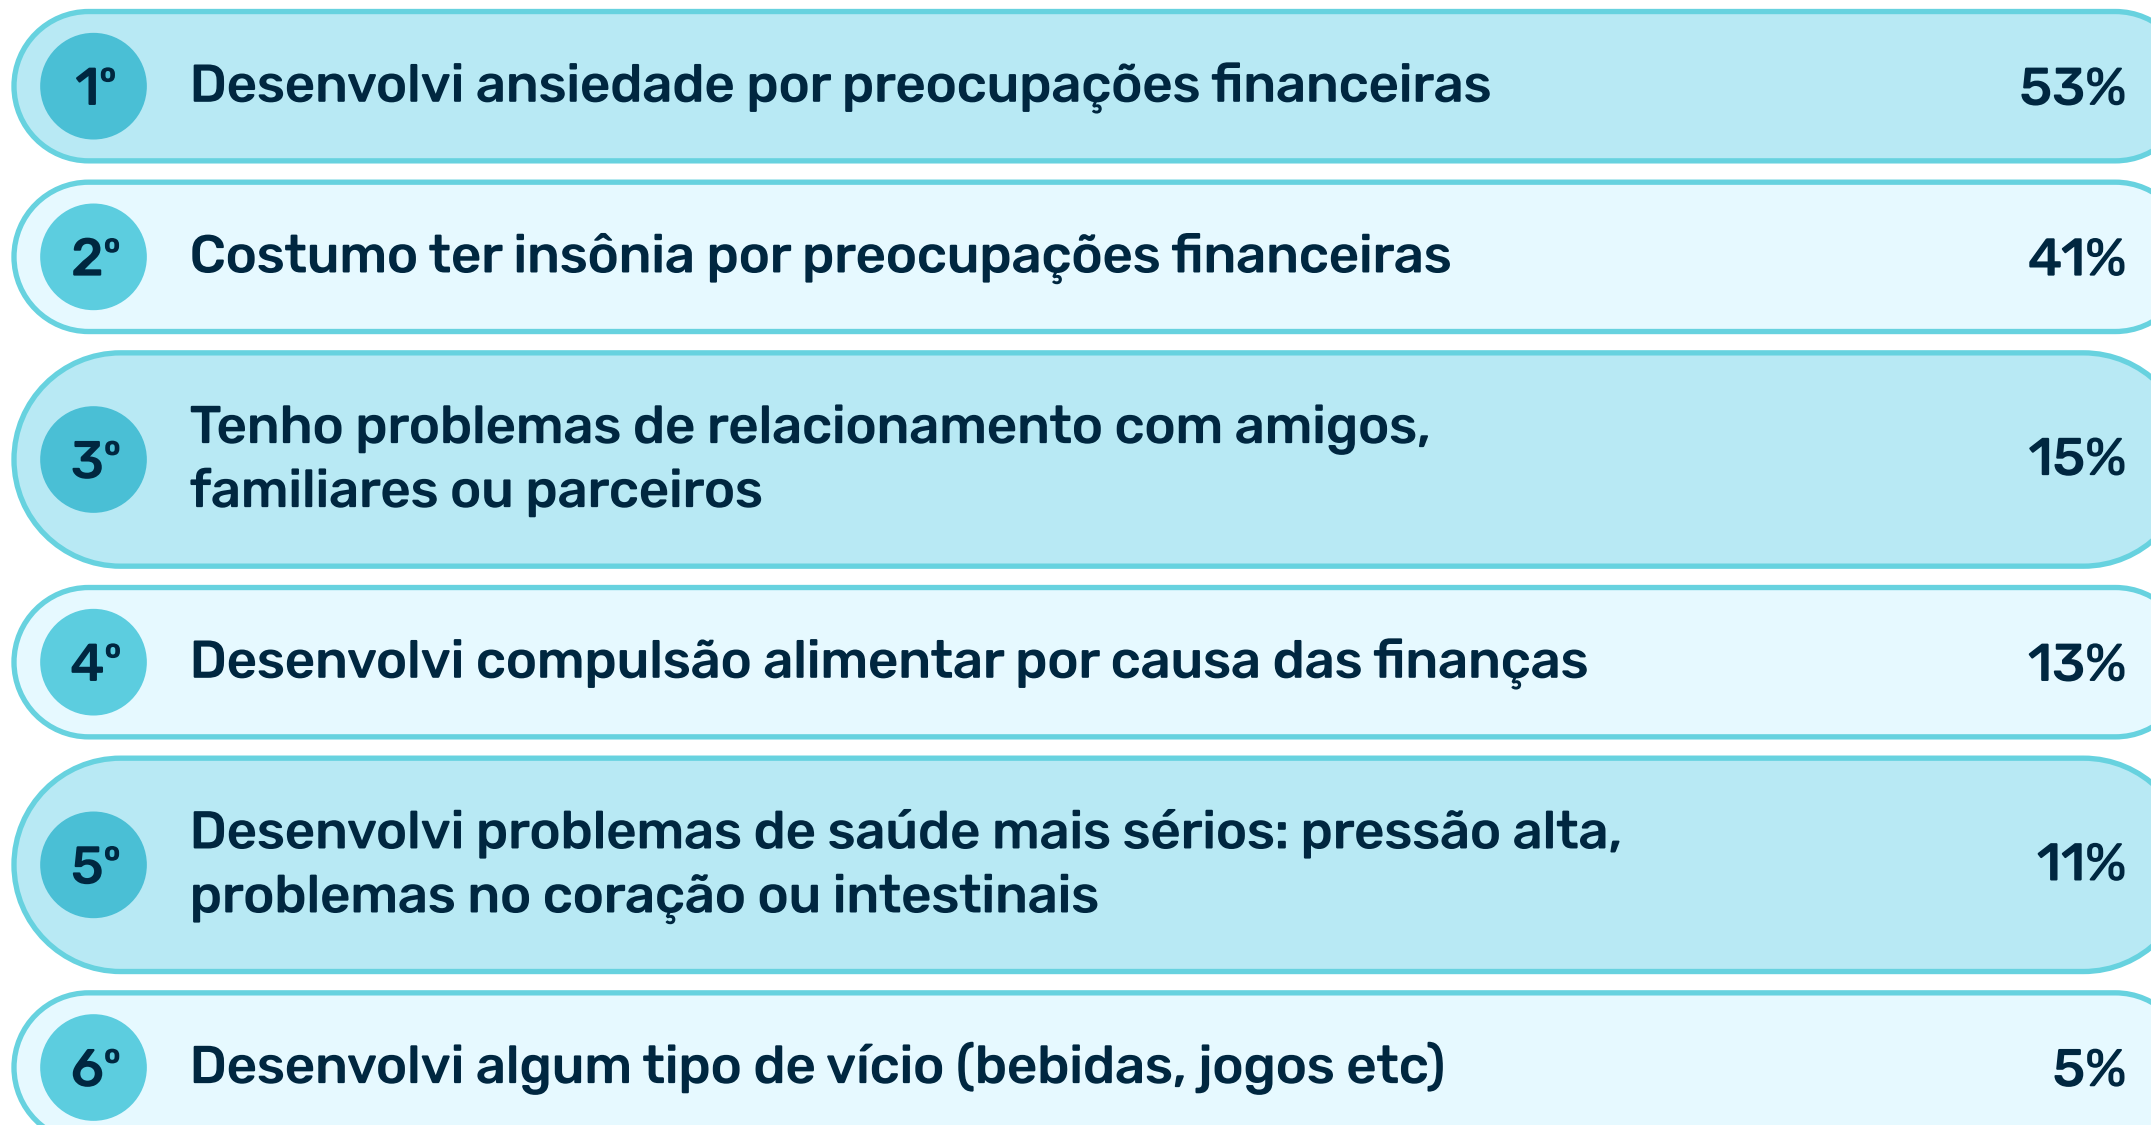 1º Desenvolvi ansiedade por preocupações financeiras 53%
2º Costumo ter insônia por preocupações financeiras 41%
3º Tenho problemas de relacionamento com amigos,
familiares ou parceiros 15%
4º Desenvolvi compulsão alimentar por causa das finanças 13%
5º Desenvolvi problemas de saúde mais sérios: pressão alta,
problemas no coração ou intestinais 11%
6º Desenvolvi algum tipo de vício (bebidas, jogos etc) 5%